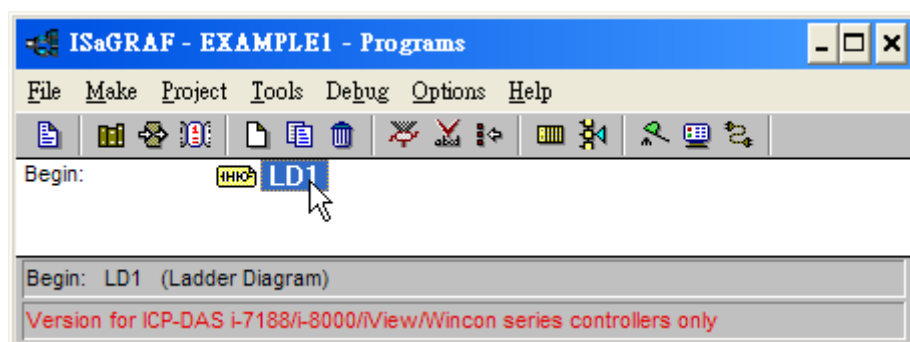 ISaGRAF - EXAMPLE1 - Programs
File Make Project Tools Debug Options Help
Begin: LD1
Begin: LD1 (Ladder Diagram)
Version for ICP-DAS i-7188/i-8000/iView/Wincon series controllers only